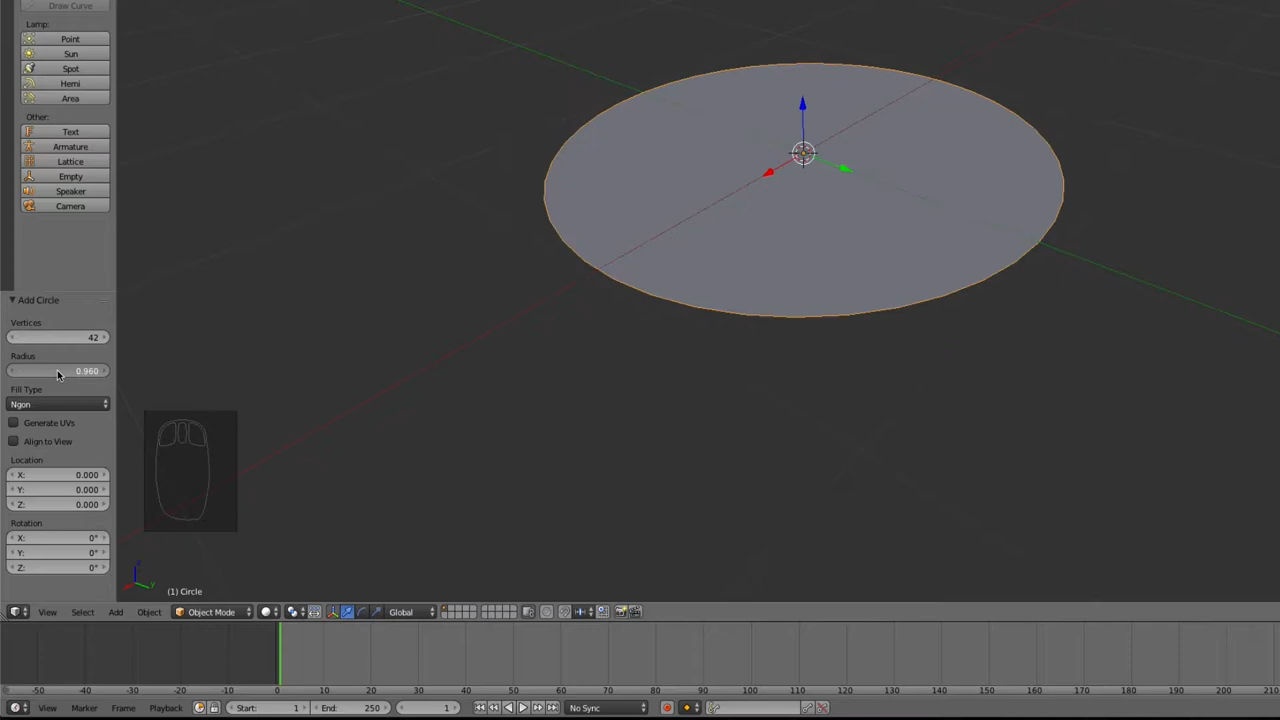 Draw Curve
Lamp:
Point
Sun
Spot
Hemi
Area
Other:
Text
Armature
Lattice
Empty
Speaker
Camera
Add Circle
Vertices
42
Radius
0.960
Fill Type
Ngon
Generate UVs
Align to View
Location
X: 0.000
Y: 0.000
Z: 0.000
Rotation
X: 0°
Y: 0°
Z: 0°
(1) Circle
View Select Add Object Object Mode Global
-50 -40 -30 -20 -10 0 10 20 30 40 50 60 70 80 90 100 110 120 130 140 150 160 170 180 190 200 210
View Marker Frame Playback Start: 1 End: 250 1 No Sync